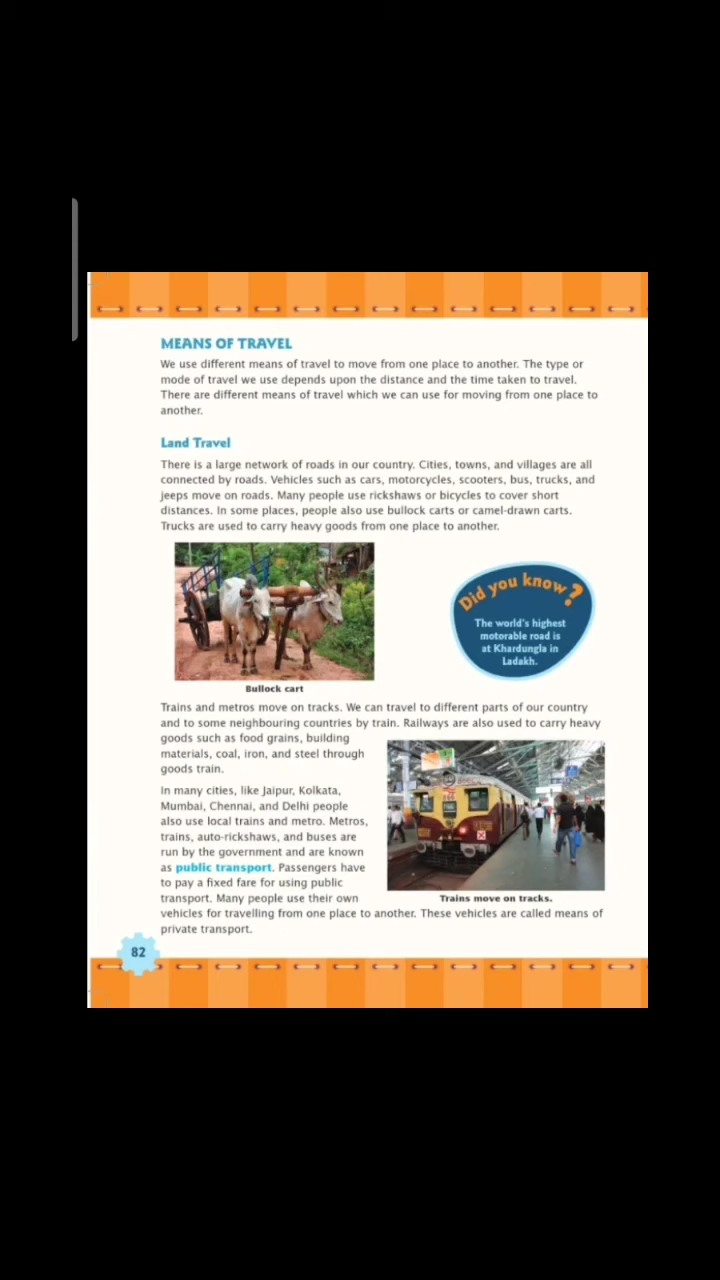 MEANS OF TRAVEL
We use different means of travel to move from one place to another. The type or
mode of travel we use depends upon the distance and the time taken to travel.
There are different means of travel which we can use for moving from one place to
another.
Land Travel
There is a large network of roads in our country. Cities, towns, and villages are all
connected by roads. Vehicles such as cars, motorcycles, scooters, bus, trucks, and
jeeps move on roads. Many people use rickshaws or bicycles to cover short
distances. In some places, people also use bullock carts or camel-drawn carts.
Trucks are used to carry heavy goods from one place to another.
Did you know?
The world's highest
motorable road is
at Khardungla in
Ladakh.
Bullock cart
Trains and metros move on tracks. We can travel to different parts of our country
and to some neighbouring countries by train. Railways are also used to carry heavy
goods such as food grains, building
materials, coal, iron, and steel through
goods train.
In many cities, like Jaipur, Kolkata,
Mumbai, Chennai, and Delhi people
also use local trains and metro. Metros,
trains, auto-rickshaws, and buses are
run by the government and are known
as public transport. Passengers have
to pay a fixed fare for using public
transport. Many people use their own
Trains move on tracks.
vehicles for travelling from one place to another. These vehicles are called means of
private transport.
82